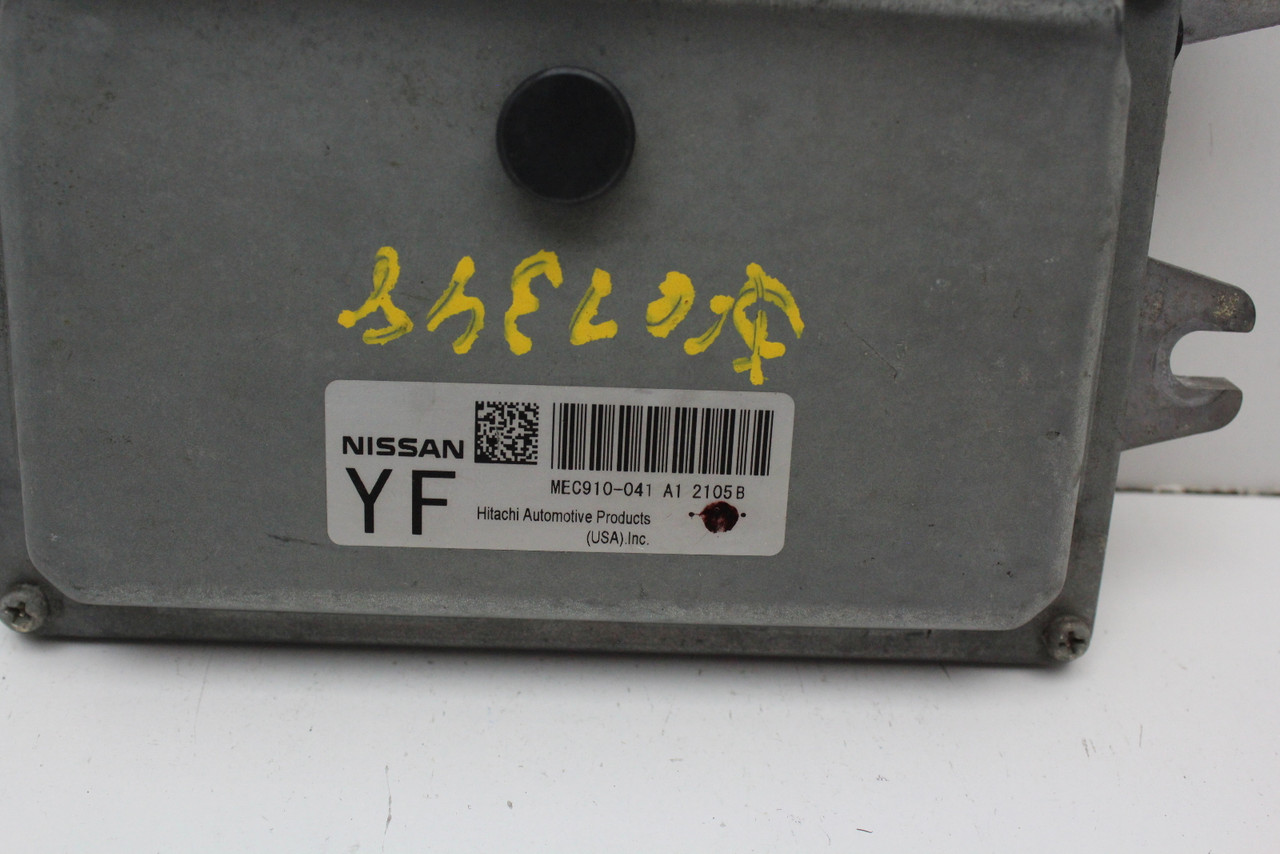 NISSAN
YF
MEC910-041 A1 2105B
Hitachi Automotive Products
(USA).Inc.